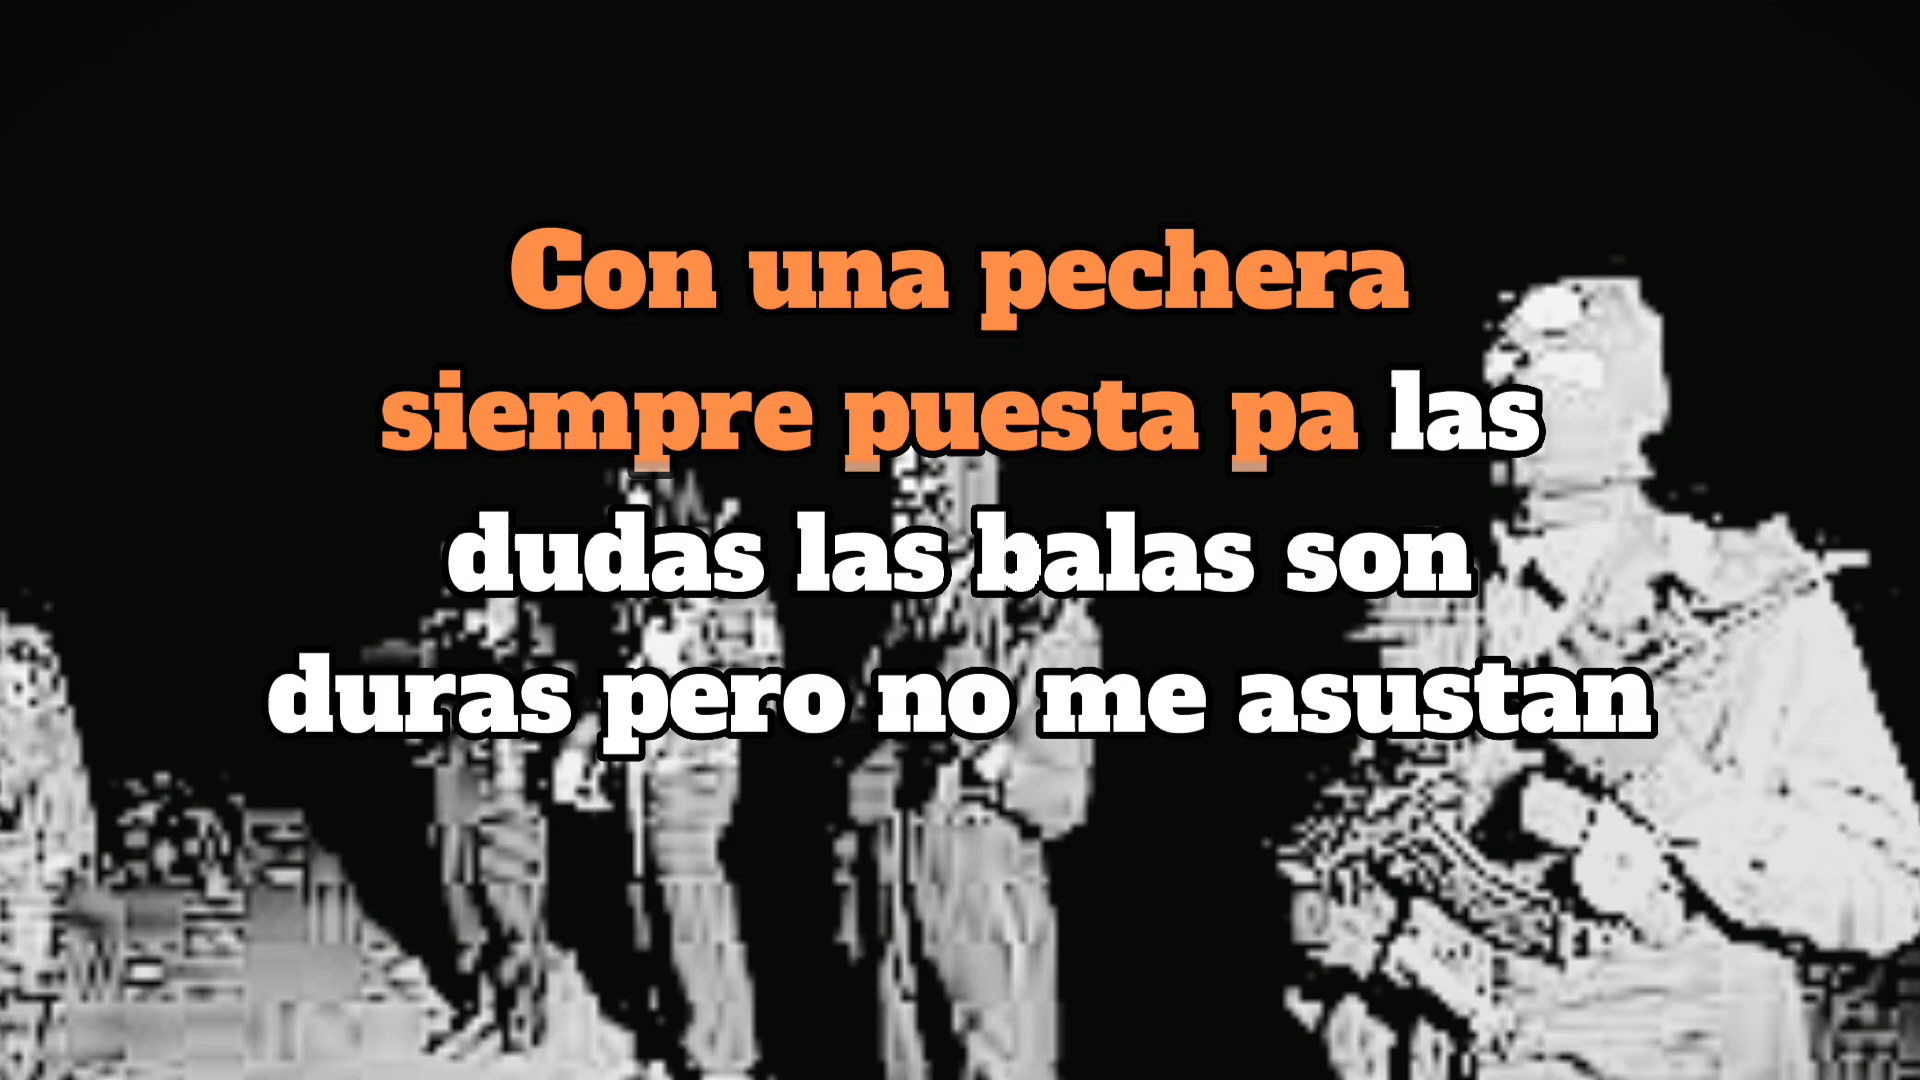 Con una pechera
siempre puesta pa las
dudas las balas son
duras pero no me asustan